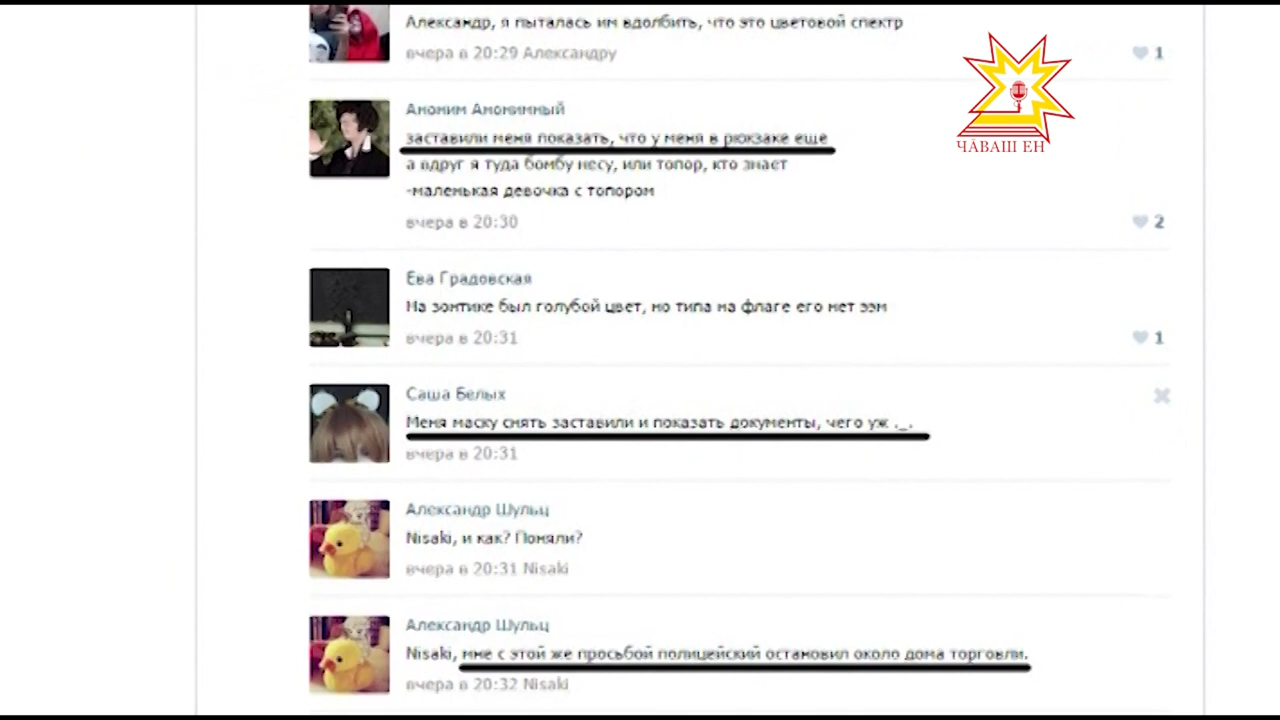 Александр, я пыталась им вдолбить, что это цветовой спектр
вчера в 20:29 Александру
1
ЧӐВАШ ЕН
Аноним Анонимный
заставили меня показать, что у меня в рюкзаке еще
а вдруг я туда бомбу несу, или топор, кто знает
-маленькая девочка с топором
вчера в 20:30
2
Ева Градовская
На зонтике был голубой цвет, но типа на флаге его нет ээм
вчера в 20:31
1
Саша Белых
Меня маску снять заставили и показать документы, чего уж ._.
вчера в 20:31
Александр Шульц
Nisaki, и как? Поняли?
вчера в 20:31 Nisaki
Александр Шульц
Nisaki, мне с этой же просьбой полицейский остановил около дома торговли.
вчера в 20:32 Nisaki